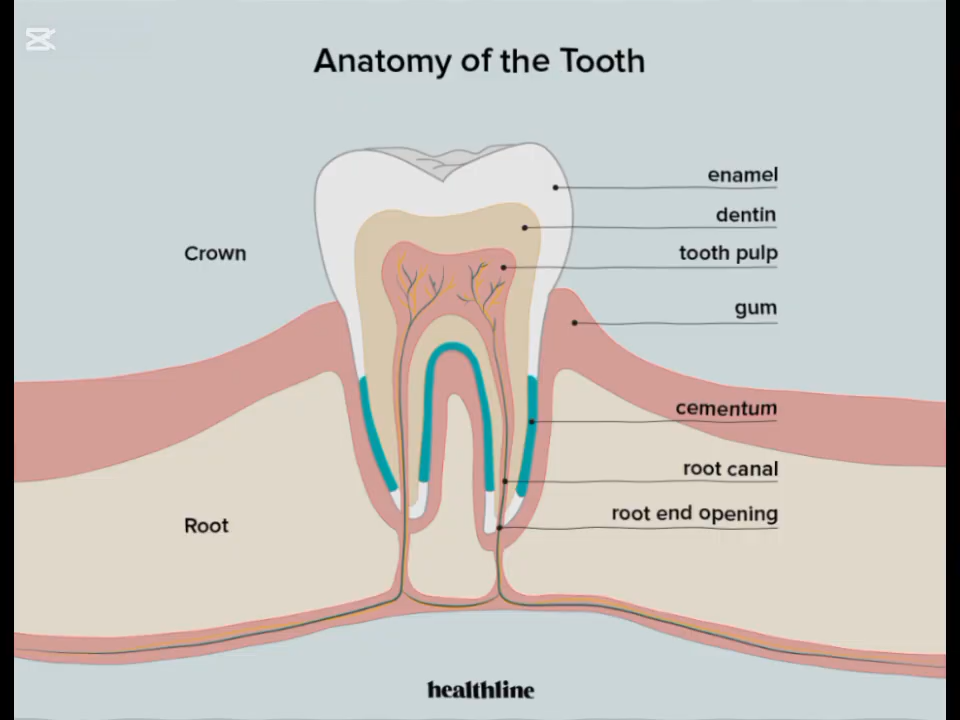 Anatomy of the Tooth
enamel
dentin
Crown
tooth pulp
gum
cementum
root canal
Root
root end opening
healthline